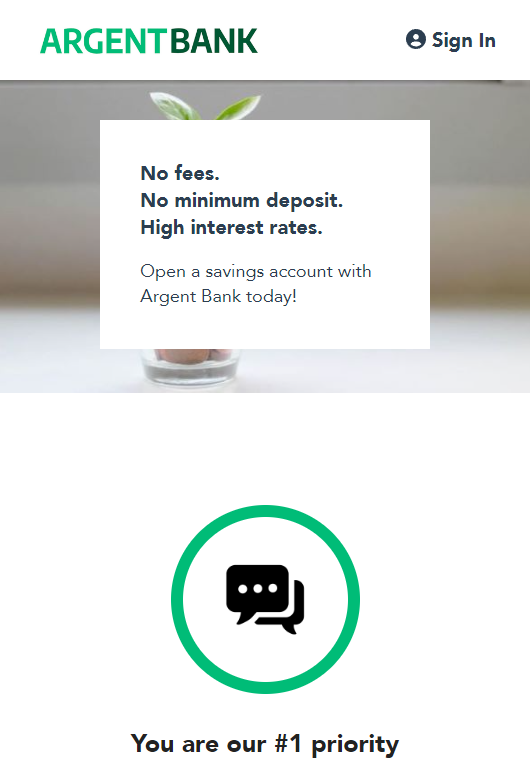 ARGENTBANK
Sign In
No fees.
No minimum deposit.
High interest rates.
Open a savings account with
Argent Bank today!
You are our #1 priority